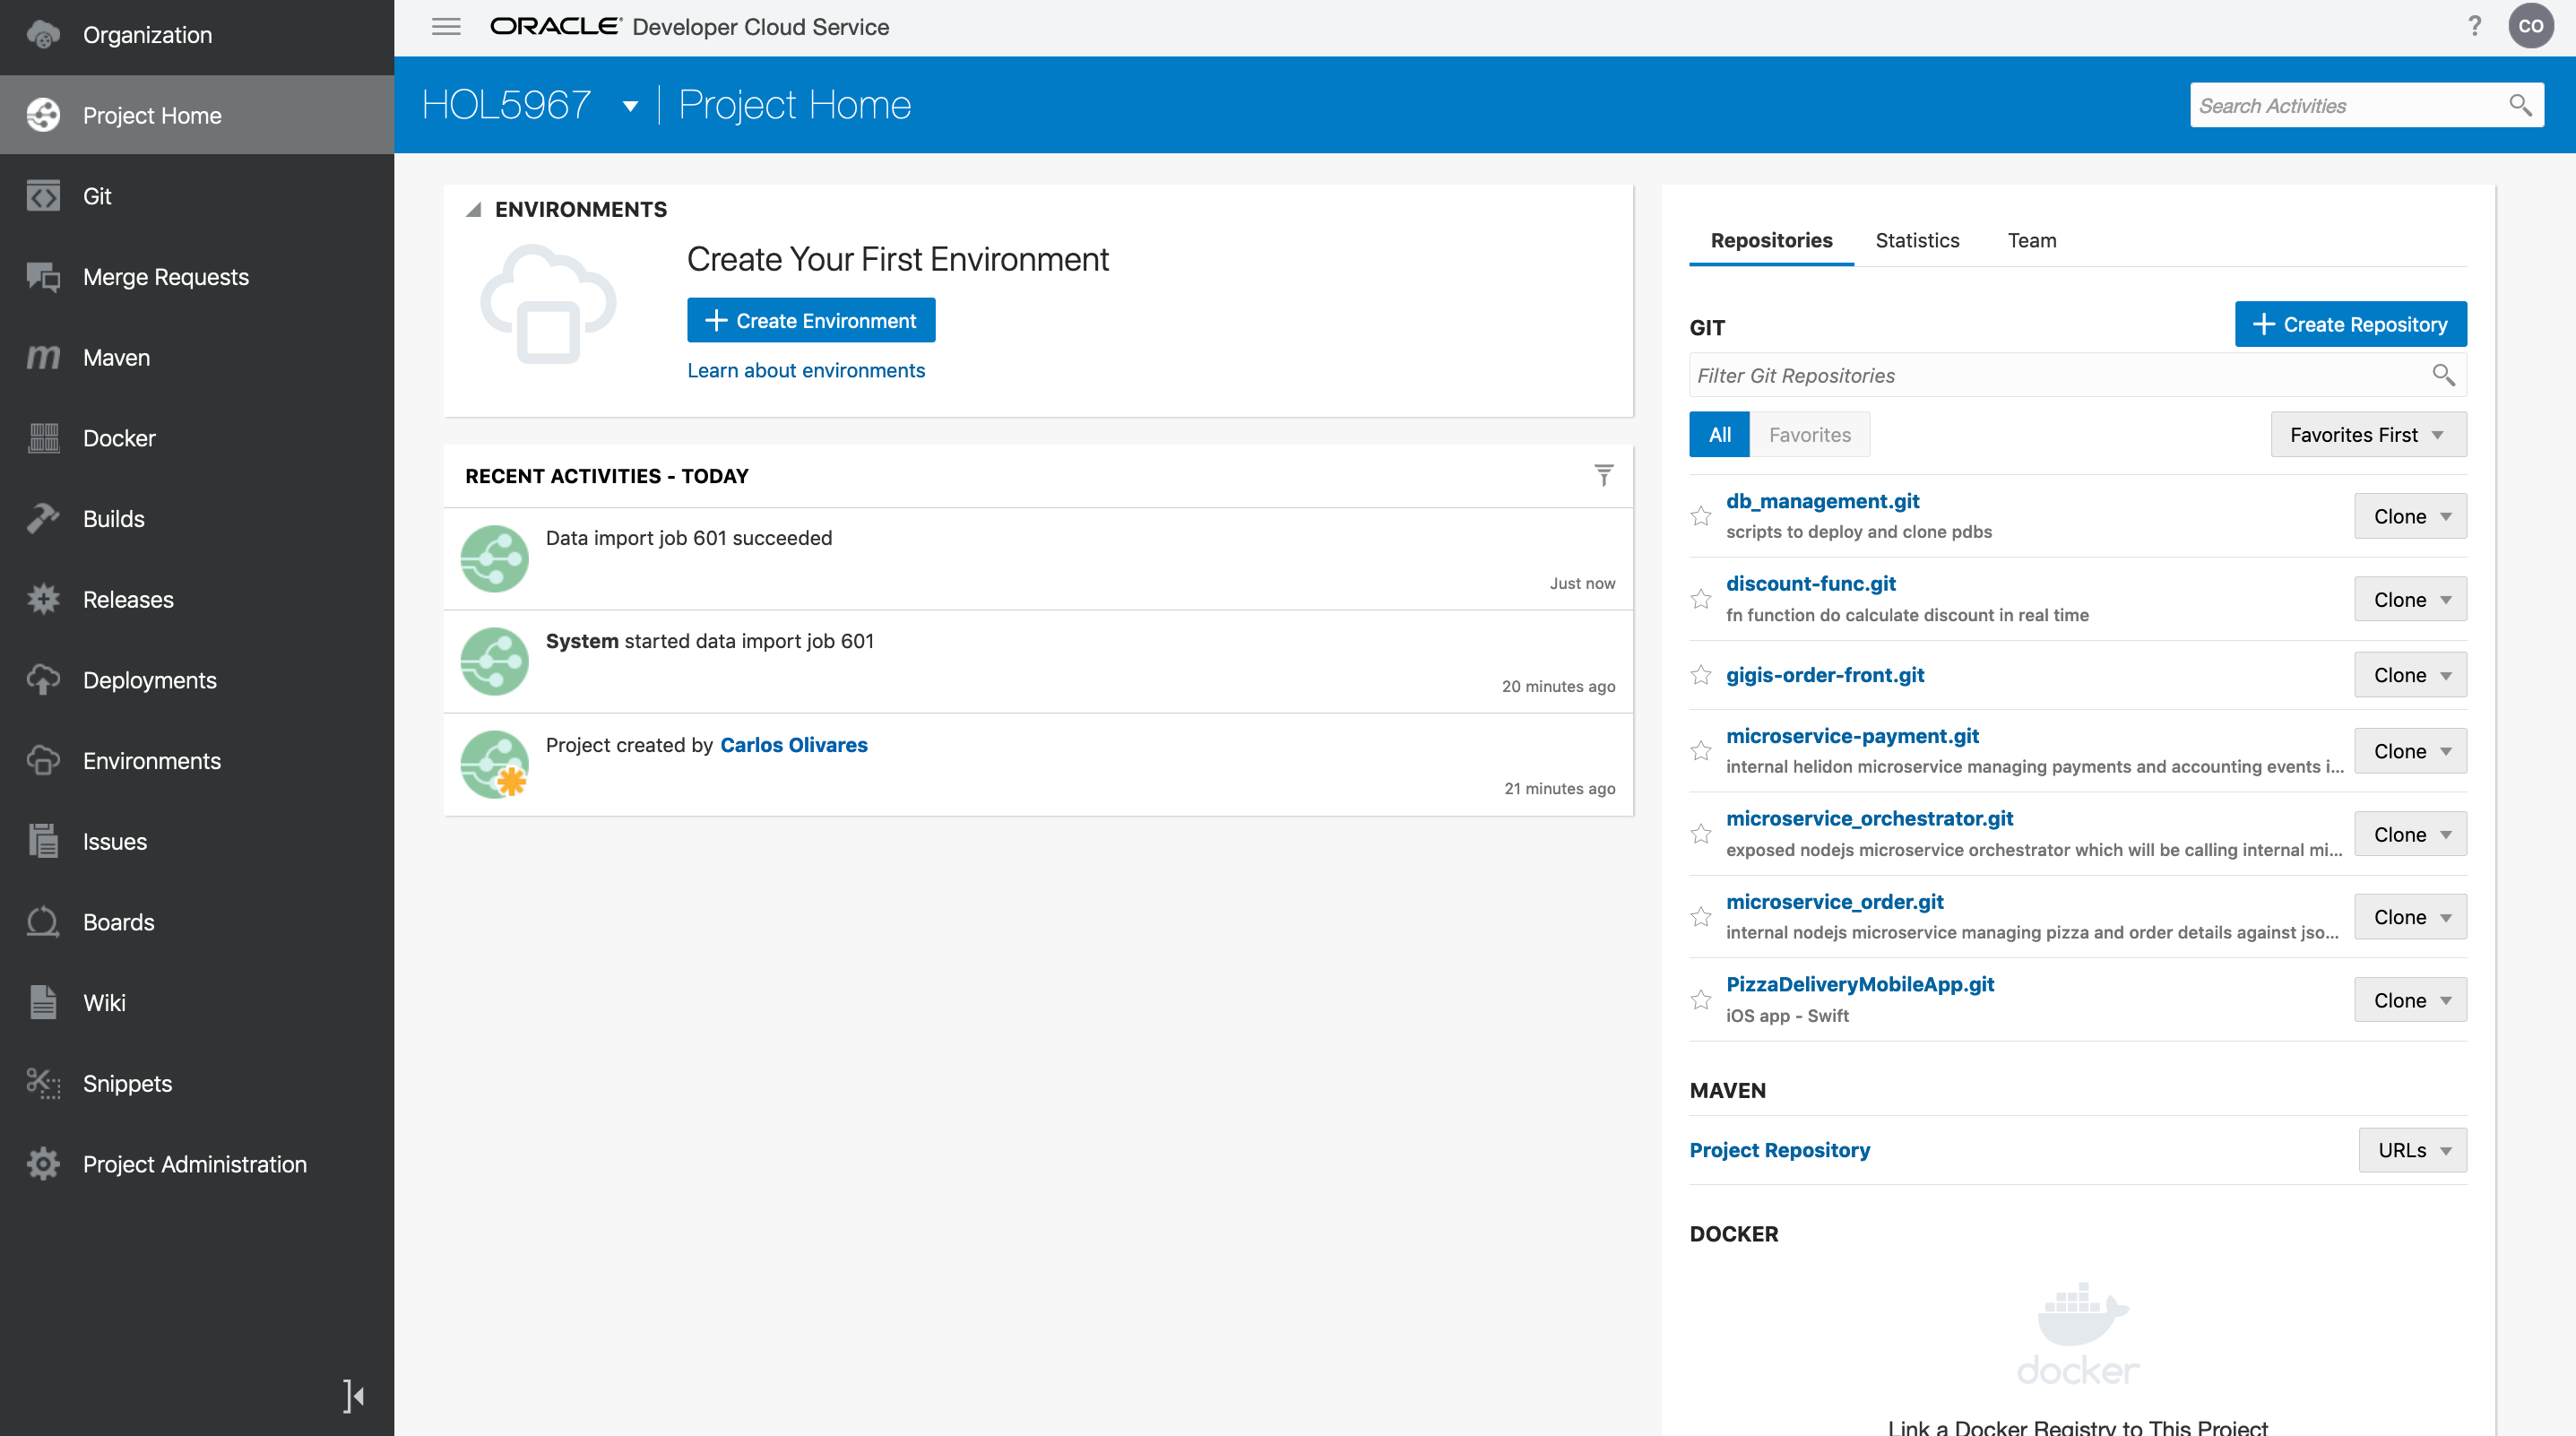 Organization
Project Home
Git
Merge Requests
Maven
Docker
Builds
Releases
Deployments
Environments
Issues
Boards
Wiki
Snippets
Project Administration
ORACLE Developer Cloud Service
?
CO
HOL5967 | Project Home
Search Activities
ENVIRONMENTS
Create Your First Environment
Create Environment
Learn about environments
RECENT ACTIVITIES - TODAY
Data import job 601 succeeded
Just now
System started data import job 601
20 minutes ago
Project created by Carlos Olivares
21 minutes ago
Repositories Statistics Team
GIT
Create Repository
Filter Git Repositories
All Favorites
Favorites First
db_management.git
scripts to deploy and clone pdbs
Clone
discount-func.git
fn function do calculate discount in real time
Clone
gigis-order-front.git
Clone
microservice-payment.git
internal helidon microservice managing payments and accounting events i...
Clone
microservice_orchestrator.git
exposed nodejs microservice orchestrator which will be calling internal mi...
Clone
microservice_order.git
internal nodejs microservice managing pizza and order details against jso...
Clone
PizzaDeliveryMobileApp.git
iOS app - Swift
Clone
MAVEN
Project Repository
URLs
DOCKER
docker
Link a Docker Registry to This Project